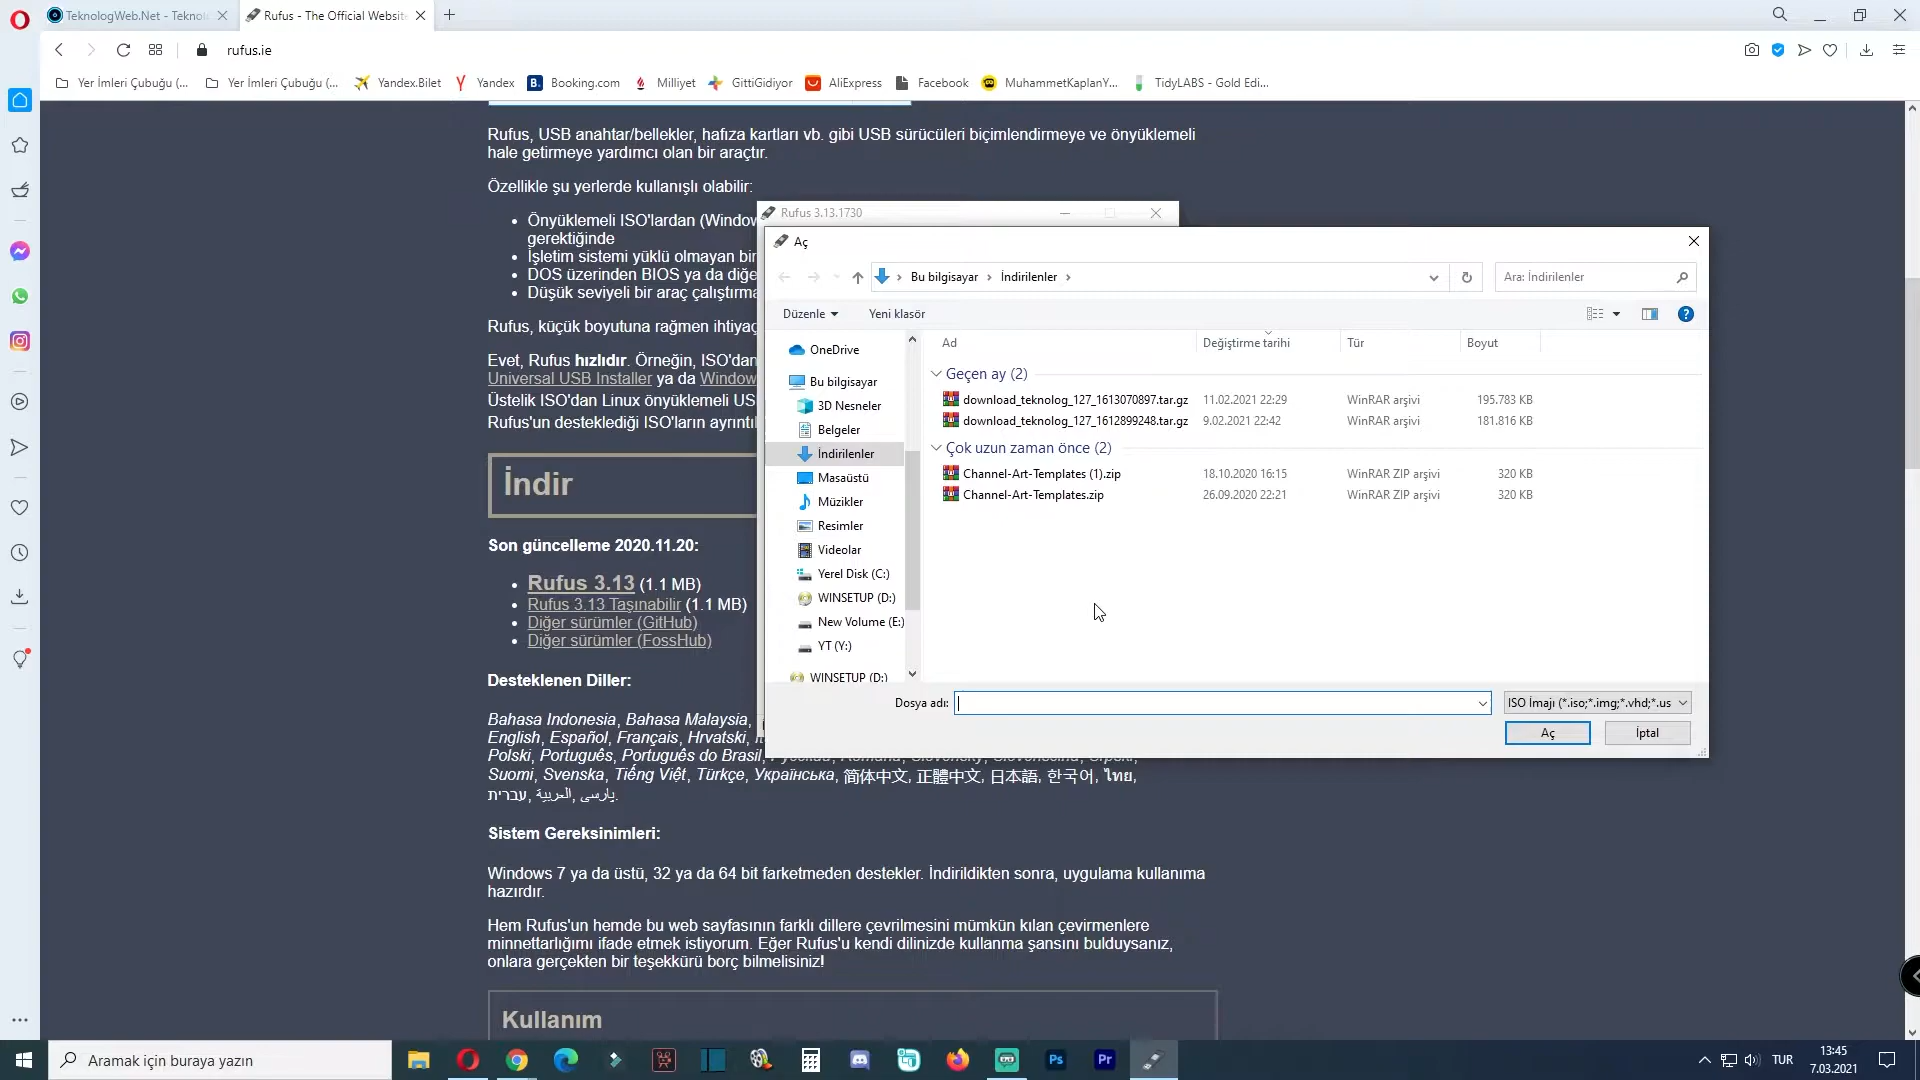 TeknologWeb.Net - Teknol
Rufus - The Official Website
rufus.ie
Yer İmleri Çubuğu (...
Yer İmleri Çubuğu (...
Yandex.Bilet
Yandex
Booking.com
Milliyet
GittiGidiyor
AliExpress
Facebook
MuhammetKaplanY...
TidyLABS - Gold Edi...
Rufus, USB anahtar/bellekler, hafıza kartları vb. gibi USB sürücüleri biçimlendirmeye ve önyüklemeli
hale getirmeye yardımcı olan bir araçtır.
Özellikle şu yerlerde kullanışlı olabilir:
Önyüklemeli ISO'lardan (Window
gerektiğinde
İşletim sistemi yüklü olmayan bir
DOS üzerinden BIOS ya da diğe
Düşük seviyeli bir araç çalıştırma
Rufus, küçük boyutuna rağmen ihtiyaç
Evet, Rufus hızlıdır. Örneğin, ISO'dan
Universal USB Installer ya da Window
Üstelik ISO'dan Linux önyüklemeli US
Rufus'un desteklediği ISO'ların ayrıntıl
İndir
Son güncelleme 2020.11.20:
Rufus 3.13 (1.1 MB)
Rufus 3.13 Taşınabilir (1.1 MB)
Diğer sürümler (GitHub)
Diğer sürümler (FossHub)
Desteklenen Diller:
Bahasa Indonesia, Bahasa Malaysia,
English, Español, Français, Hrvatski,
Polski, Português, Português do Brasil, Русский, Română, Slovensky, Slovenščina, Srpski,
Suomi, Svenska, Tiếng Việt, Türkçe, Українська, 简体中文, 正體中文, 日本語, 한국어, ไทย,
עברית, العربية, پارسی.
Sistem Gereksinimleri:
Windows 7 ya da üstü, 32 ya da 64 bit farketmeden destekler. İndirildikten sonra, uygulama kullanıma
hazırdır.
Hem Rufus'un hemde bu web sayfasının farklı dillere çevrilmesini mümkün kılan çevirmenlere
minnettarlığımı ifade etmek istiyorum. Eğer Rufus'u kendi dilinizde kullanma şansını bulduysanız,
onlara gerçekten bir teşekkürü borç bilmelisiniz!
Kullanım
Rufus 3.13.1730
Aç
Bu bilgisayar > İndirilenler >
Ara: İndirilenler
Düzenle
Yeni klasör
OneDrive
Bu bilgisayar
3D Nesneler
Belgeler
İndirilenler
Masaüstü
Müzikler
Resimler
Videolar
Yerel Disk (C:)
WINSETUP (D:)
New Volume (E:)
YT (Y:)
WINSETUP (D:)
Ad Değiştirme tarihi Tür Boyut
Geçen ay (2)
download_teknolog_127_1613070897.tar.gz 11.02.2021 22:29 WinRAR arşivi 195.783 KB
download_teknolog_127_1612899248.tar.gz 9.02.2021 22:42 WinRAR arşivi 181.816 KB
Çok uzun zaman önce (2)
Channel-Art-Templates (1).zip 18.10.2020 16:15 WinRAR ZIP arşivi 320 KB
Channel-Art-Templates.zip 26.09.2020 22:21 WinRAR ZIP arşivi 320 KB
Dosya adı:
ISO İmajı (*.iso;*.img;*.vhd;*.us
Aç
İptal
Aramak için buraya yazın
Ps
Pr
TUR
13:45
7.03.2021